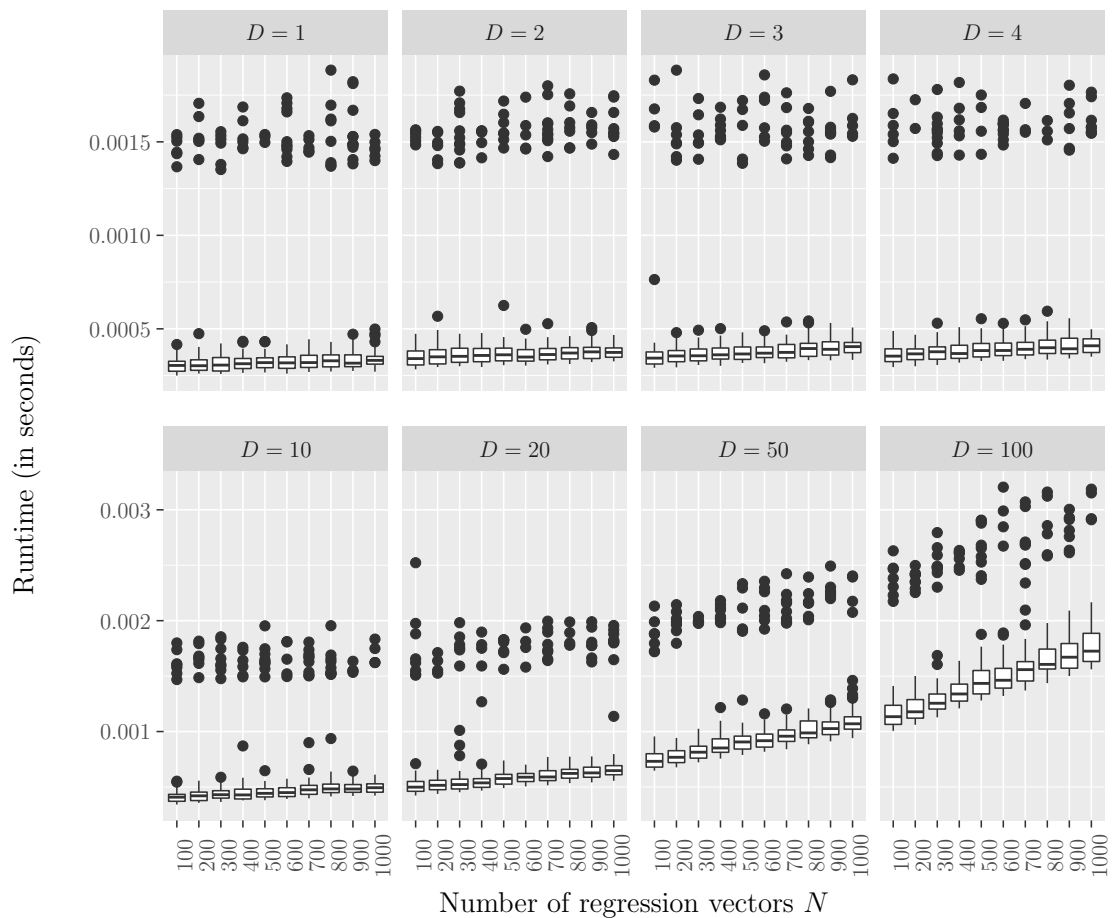 D = 1
D = 2
D = 3
D = 4
0.0015
0.0010
0.0005
D = 10
D = 20
D = 50
D = 100
0.003
0.002
0.001
100 200 300 400 500 600 700 800 900 1000
100 200 300 400 500 600 700 800 900 1000
100 200 300 400 500 600 700 800 900 1000
100 200 300 400 500 600 700 800 900 1000
Number of regression vectors N
Runtime (in seconds)